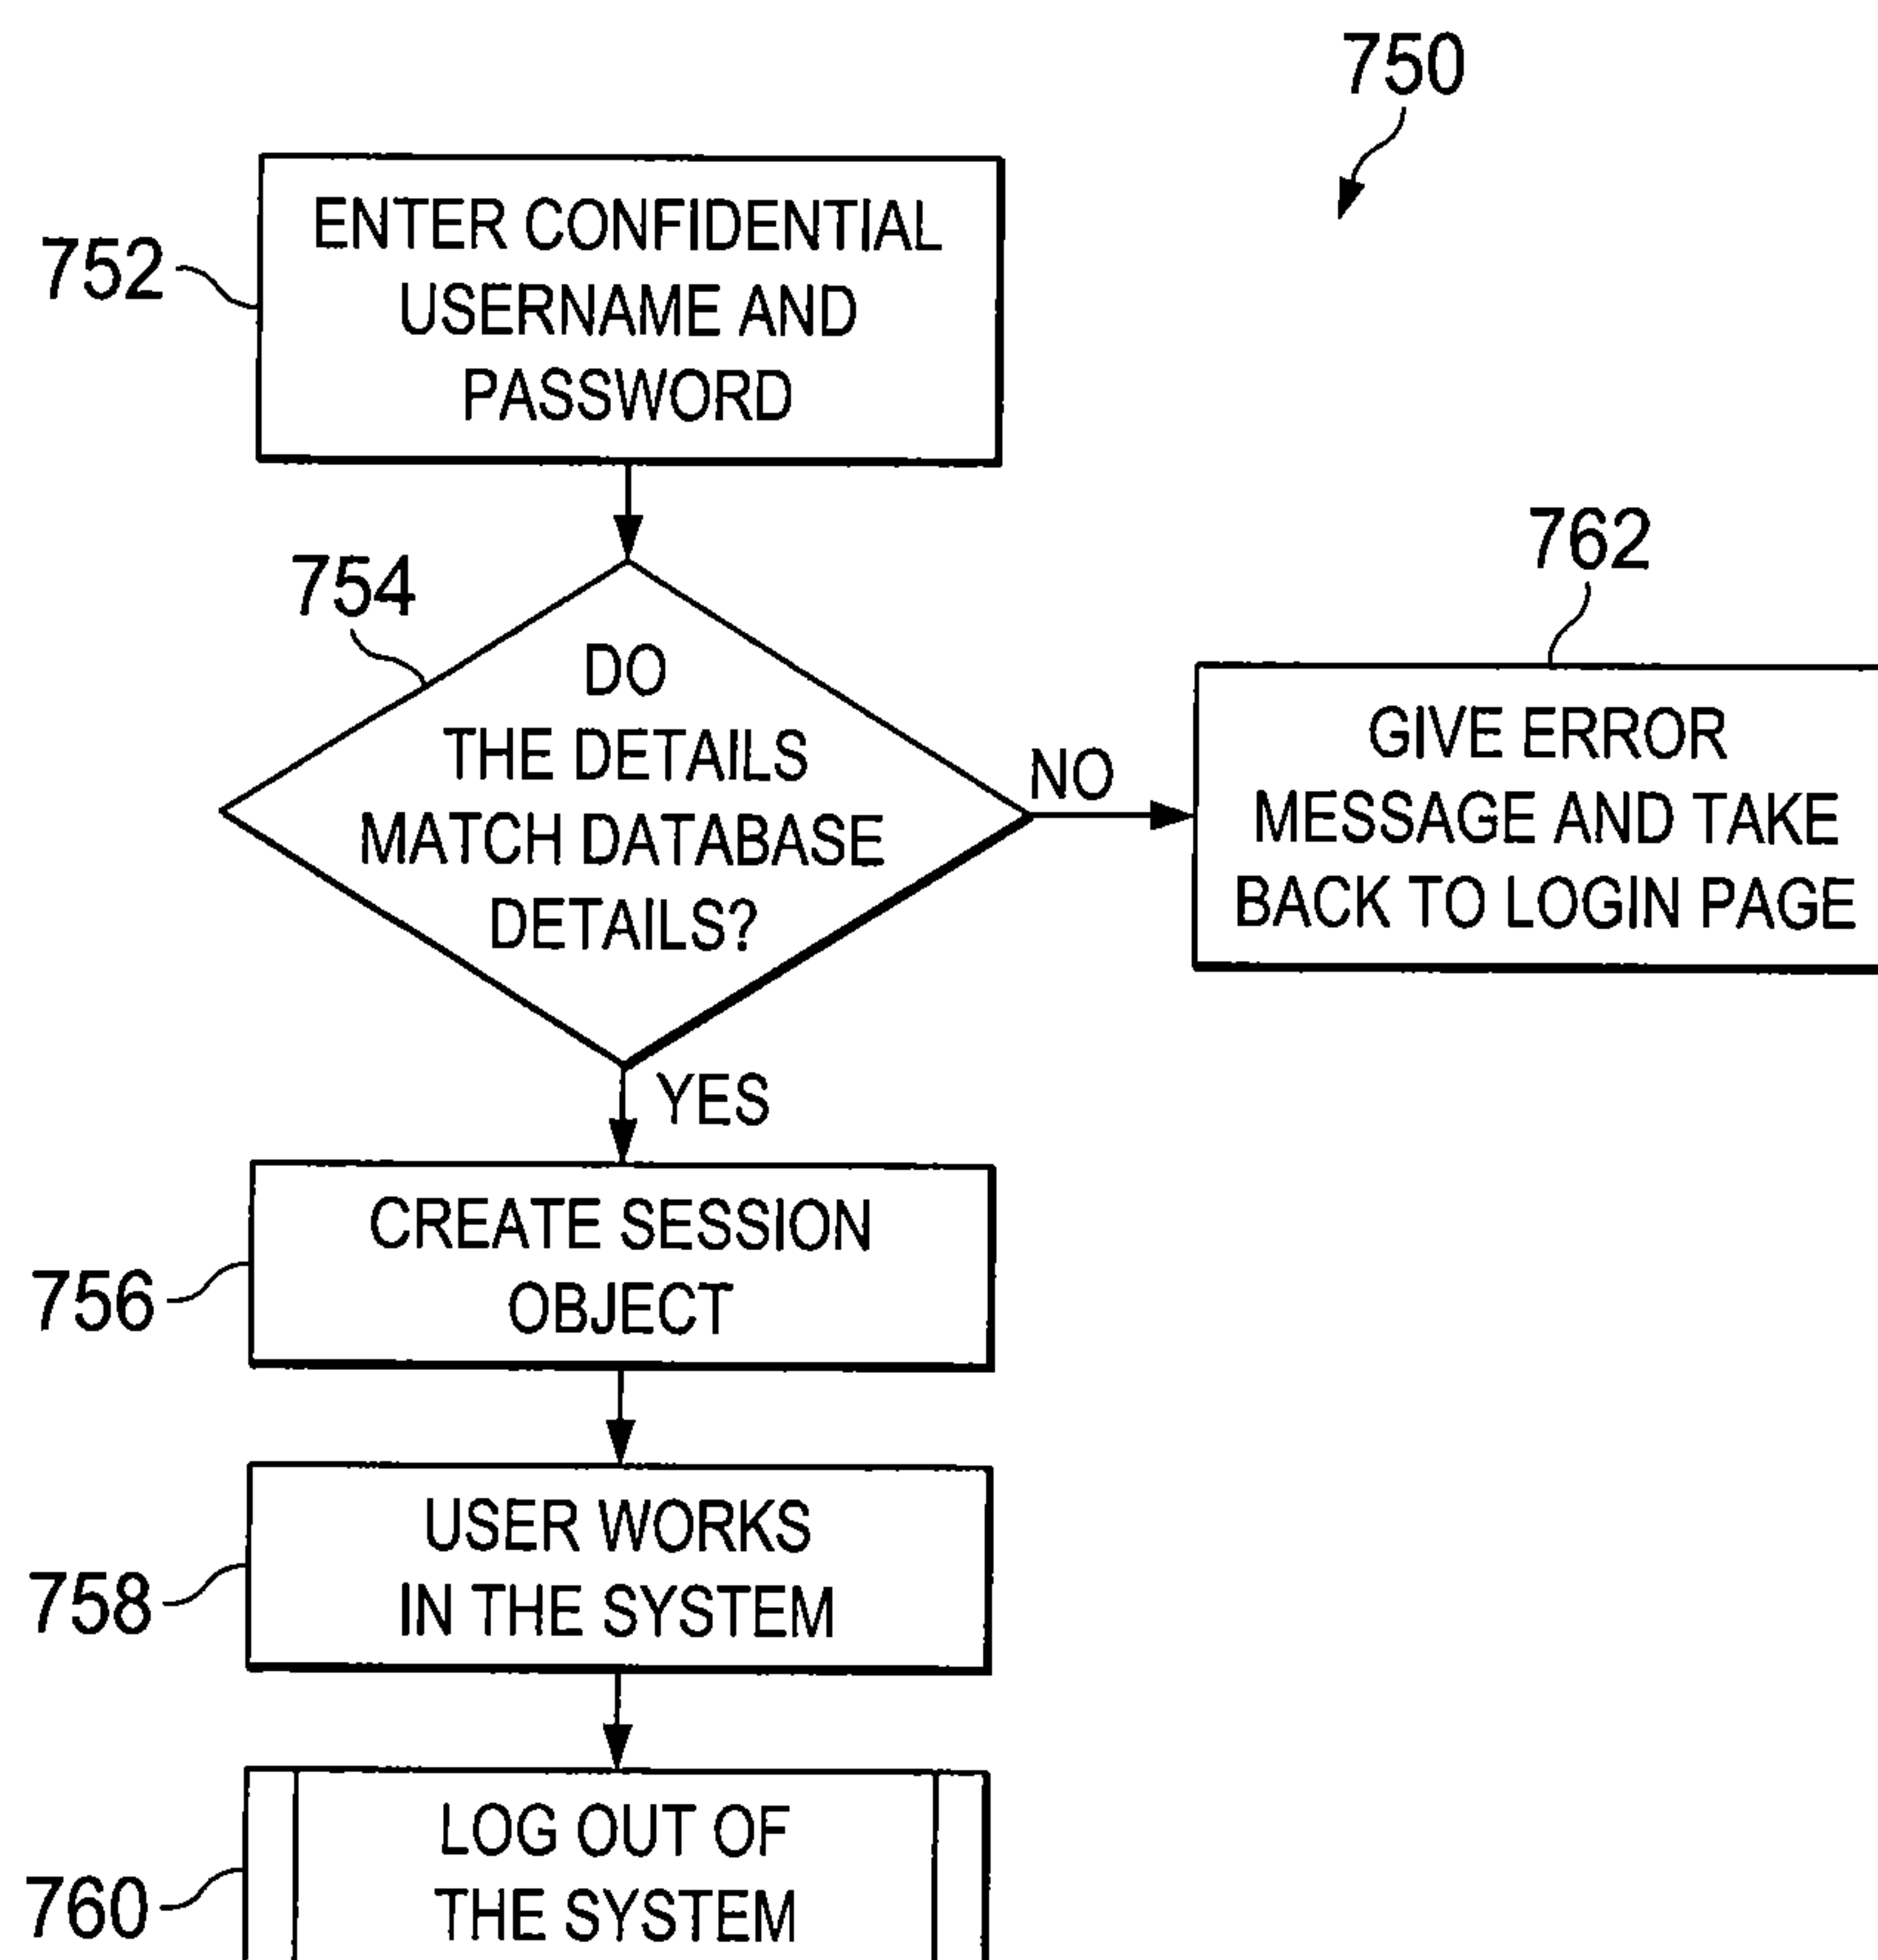 750
752
ENTER CONFIDENTIAL
USERNAME AND
PASSWORD
754
DO
THE DETAILS
MATCH DATABASE
DETAILS?
NO
762
GIVE ERROR
MESSAGE AND TAKE
BACK TO LOGIN PAGE
YES
756
CREATE SESSION
OBJECT
758
USER WORKS
IN THE SYSTEM
760
LOG OUT OF
THE SYSTEM